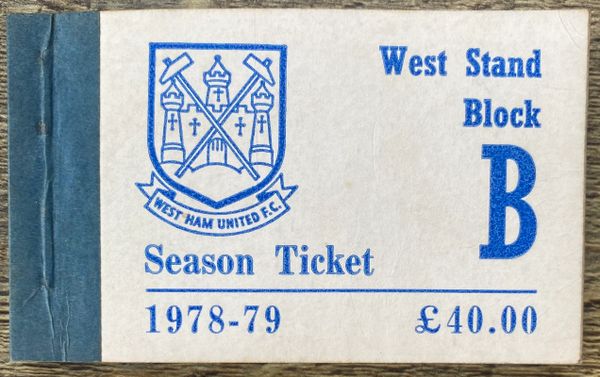 West Stand
Block
B
WEST HAM UNITED F.C.
Season Ticket
1978-79 £40.00